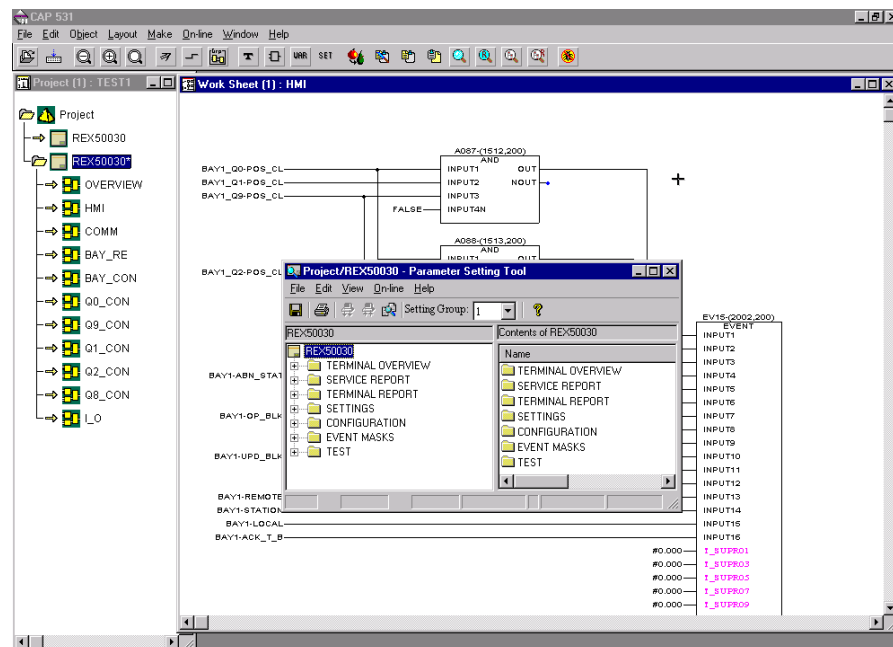 CAP 531
File Edit Object Layout Make On-line Window Help
VAR SET
Project (1) : TEST1
Project
REX50030
REX50030*
OVERVIEW
HMI
COMM
BAY_RE
BAY_CON
Q0_CON
Q9_CON
Q1_CON
Q2_CON
Q8_CON
I_O
Work Sheet (1) : HMI
A087-(1512,200)
AND
BAY1_Q0-POS_CL INPUT1 OUT
BAY1_Q1-POS_CL INPUT2 NOUT
BAY1_Q9-POS_CL INPUT3
FALSE INPUT4N
A088-(1513,200)
AND
INPUT1 OUT
BAY1_Q2-POS_CL
BAY1-ABN_STAT
BAY1-OP_BLK
BAY1-UPD_BLK
BAY1-REMOTE
BAY1-STATION
BAY1-LOCAL
BAY1-ACK_T_B
Project/REX50030 - Parameter Setting Tool
File Edit View On-line Help
Setting Group: 1
REX50030
REX50030
TERMINAL OVERVIEW
SERVICE REPORT
TERMINAL REPORT
SETTINGS
CONFIGURATION
EVENT MASKS
TEST
Contents of REX50030
Name
TERMINAL OVERVIEW
SERVICE REPORT
TERMINAL REPORT
SETTINGS
CONFIGURATION
EVENT MASKS
TEST
EV15-(2002,200)
EVENT
INPUT1
INPUT2
INPUT3
INPUT4
INPUT5
INPUT6
INPUT7
INPUT8
INPUT9
INPUT10
INPUT11
INPUT12
INPUT13
INPUT14
INPUT15
INPUT16
#0.000 T_SUPR01
#0.000 T_SUPR03
#0.000 T_SUPR05
#0.000 T_SUPR07
#0.000 T_SUPR09